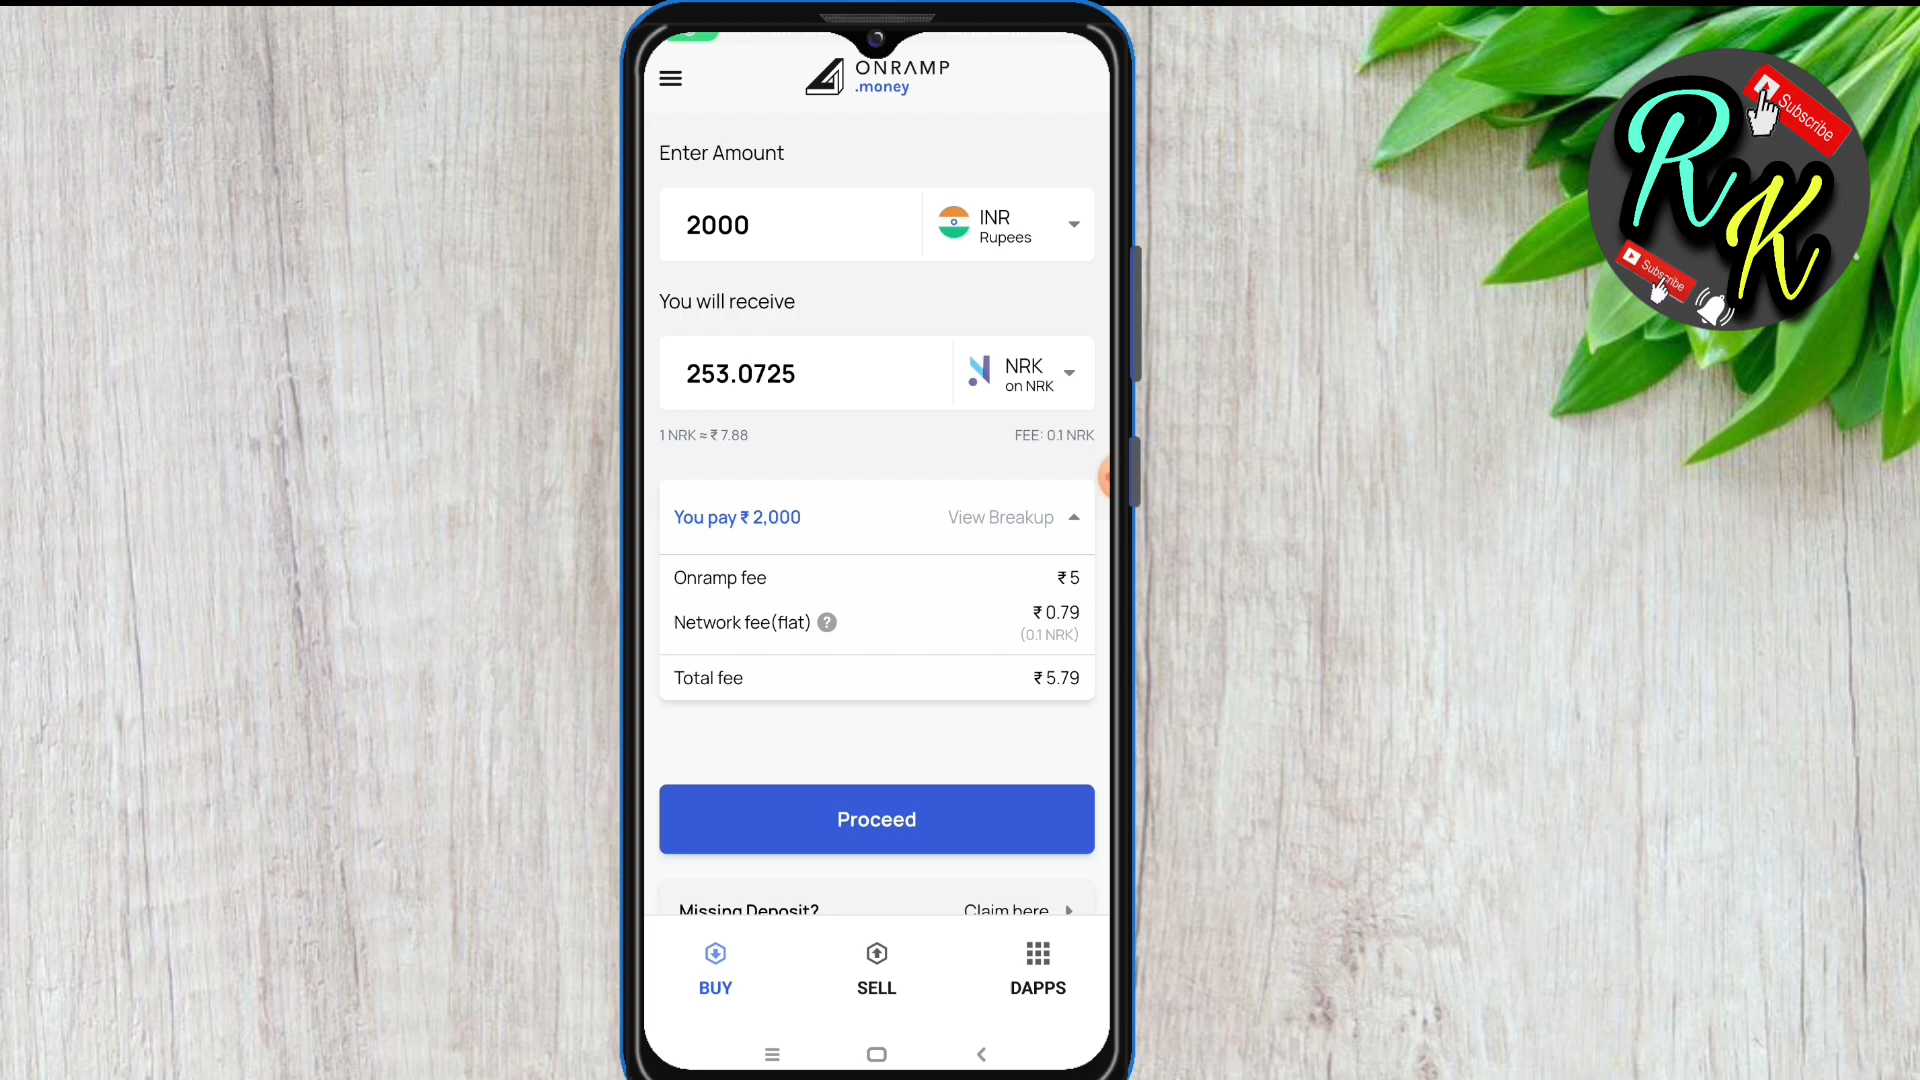 ONRAMP
.money
Enter Amount
2000
INR
Rupees
You will receive
253.0725
NRK
on NRK
1 NRK ≈ ₹ 7.88
FEE: 0.1 NRK
You pay ₹ 2,000
View Breakup
Onramp fee
₹ 5
Network fee(flat) ?
₹ 0.79
(0.1 NRK)
Total fee
₹ 5.79
Proceed
Missing Deposit?
Claim here
BUY
SELL
DAPPS
Subscribe
RK
Subscribe